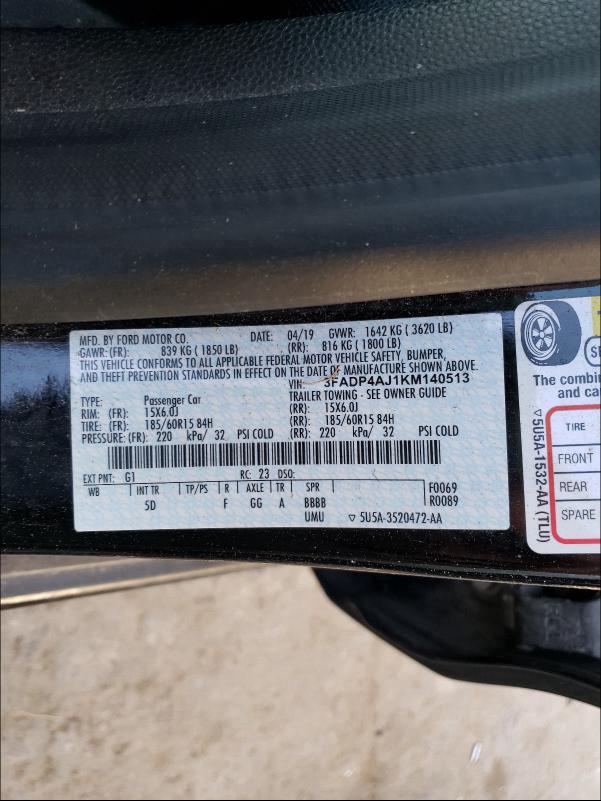 MFD. BY FORD MOTOR CO. DATE: 04/19 GVWR: 1642 KG ( 3620 LB)
GAWR: (FR): 839 KG ( 1850 LB) (RR): 816 KG ( 1800 LB)
THIS VEHICLE CONFORMS TO ALL APPLICABLE FEDERAL MOTOR VEHICLE SAFETY, BUMPER,
AND THEFT PREVENTION STANDARDS IN EFFECT ON THE DATE OF MANUFACTURE SHOWN ABOVE.
VIN: 3FADP4AJ1KM140513
TYPE: Passenger Car TRAILER TOWING - SEE OWNER GUIDE
RIM: (FR): 15X6.0J (RR): 15X6.0J
TIRE: (FR): 185/60R15 84H (RR): 185/60R15 84H
PRESSURE: (FR): 220 kPa/ 32 PSI COLD (RR): 220 kPa/ 32 PSI COLD
EXT PNT: G1 RC: 23 DSO:
WB INT TR TP/PS R AXLE TR SPR F0069
5D F GG A BBBB R0089
UMU ▽ 5U5A-3520472-AA
The combin
and ca
TIRE
FRONT
REAR
SPARE
▽ 5U5A-1532-AA (TLU)